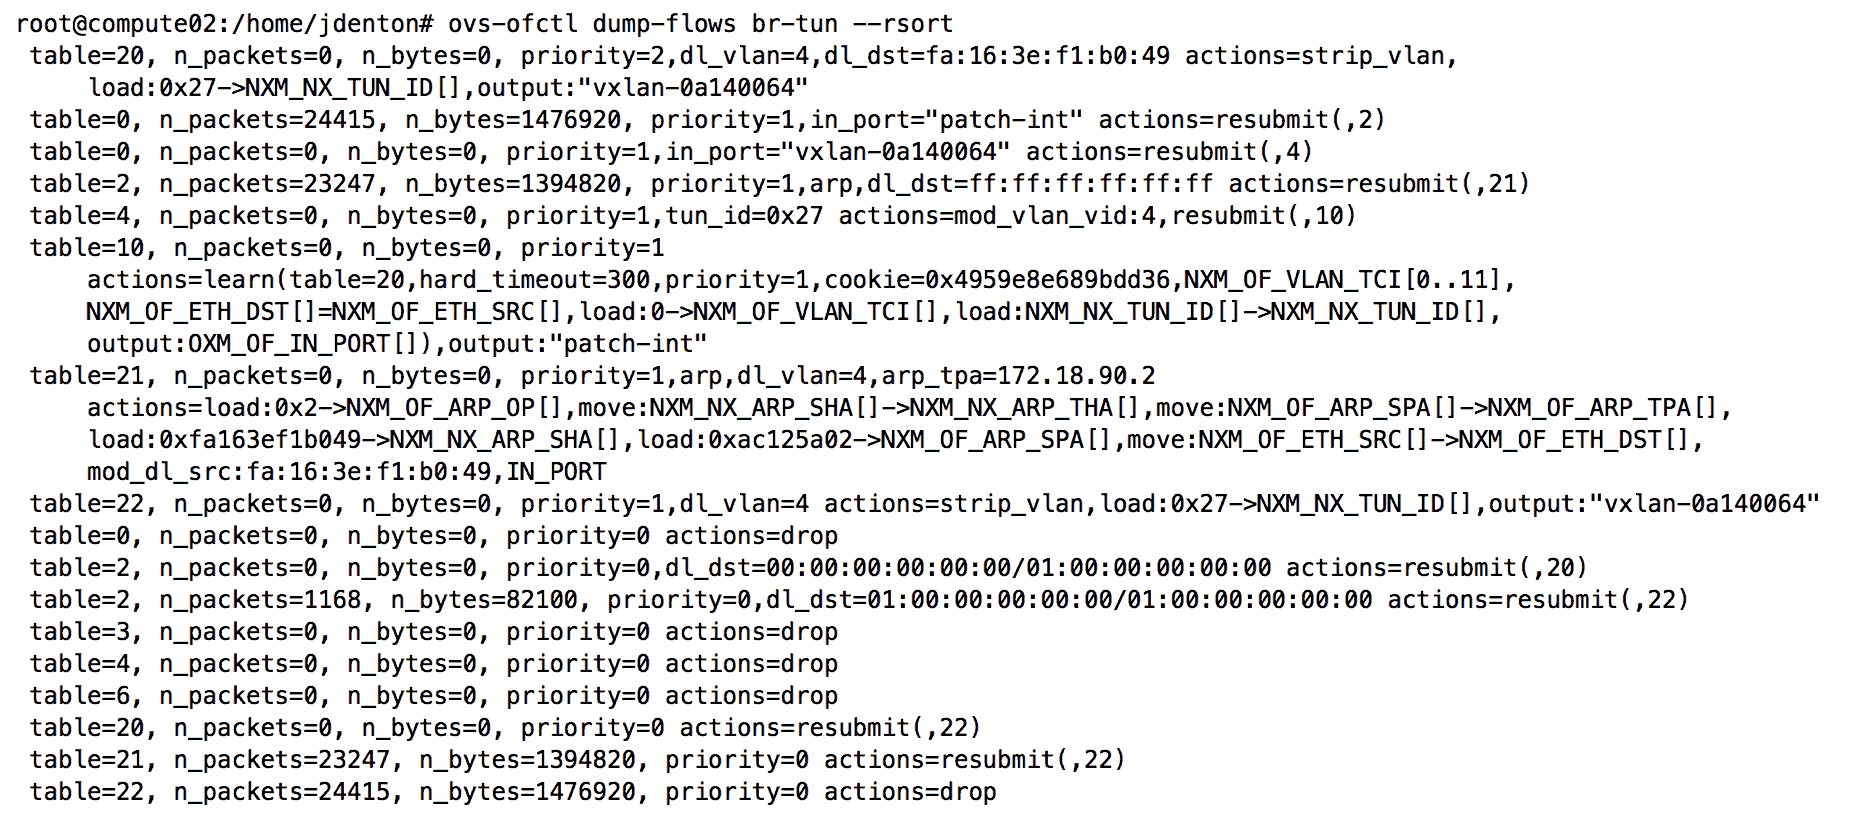 root@compute02:/home/jdenton# ovs-ofctl dump-flows br-tun --rsort
table=20, n_packets=0, n_bytes=0, priority=2,dl_vlan=4,dl_dst=fa:16:3e:f1:b0:49 actions=strip_vlan,
load:0x27->NXM_NX_TUN_ID[],output:"vxlan-0a140064"
table=0, n_packets=24415, n_bytes=1476920, priority=1,in_port="patch-int" actions=resubmit(,2)
table=0, n_packets=0, n_bytes=0, priority=1,in_port="vxlan-0a140064" actions=resubmit(,4)
table=2, n_packets=23247, n_bytes=1394820, priority=1,arp,dl_dst=ff:ff:ff:ff:ff:ff actions=resubmit(,21)
table=4, n_packets=0, n_bytes=0, priority=1,tun_id=0x27 actions=mod_vlan_vid:4,resubmit(,10)
table=10, n_packets=0, n_bytes=0, priority=1
actions=learn(table=20,hard_timeout=300,priority=1,cookie=0x4959e8e689bdd36,NXM_OF_VLAN_TCI[0..11],
NXM_OF_ETH_DST[]=NXM_OF_ETH_SRC[],load:0->NXM_OF_VLAN_TCI[],load:NXM_NX_TUN_ID[]->NXM_NX_TUN_ID[],
output:OXM_OF_IN_PORT[]),output:"patch-int"
table=21, n_packets=0, n_bytes=0, priority=1,arp,dl_vlan=4,arp_tpa=172.18.90.2
actions=load:0x2->NXM_OF_ARP_OP[],move:NXM_NX_ARP_SHA[]->NXM_NX_ARP_THA[],move:NXM_OF_ARP_SPA[]->NXM_OF_ARP_TPA[],
load:0xfa163ef1b049->NXM_NX_ARP_SHA[],load:0xac125a02->NXM_OF_ARP_SPA[],move:NXM_OF_ETH_SRC[]->NXM_OF_ETH_DST[],
mod_dl_src:fa:16:3e:f1:b0:49,IN_PORT
table=22, n_packets=0, n_bytes=0, priority=1,dl_vlan=4 actions=strip_vlan,load:0x27->NXM_NX_TUN_ID[],output:"vxlan-0a140064"
table=0, n_packets=0, n_bytes=0, priority=0 actions=drop
table=2, n_packets=0, n_bytes=0, priority=0,dl_dst=00:00:00:00:00:00/01:00:00:00:00:00 actions=resubmit(,20)
table=2, n_packets=1168, n_bytes=82100, priority=0,dl_dst=01:00:00:00:00:00/01:00:00:00:00:00 actions=resubmit(,22)
table=3, n_packets=0, n_bytes=0, priority=0 actions=drop
table=4, n_packets=0, n_bytes=0, priority=0 actions=drop
table=6, n_packets=0, n_bytes=0, priority=0 actions=drop
table=20, n_packets=0, n_bytes=0, priority=0 actions=resubmit(,22)
table=21, n_packets=23247, n_bytes=1394820, priority=0 actions=resubmit(,22)
table=22, n_packets=24415, n_bytes=1476920, priority=0 actions=drop